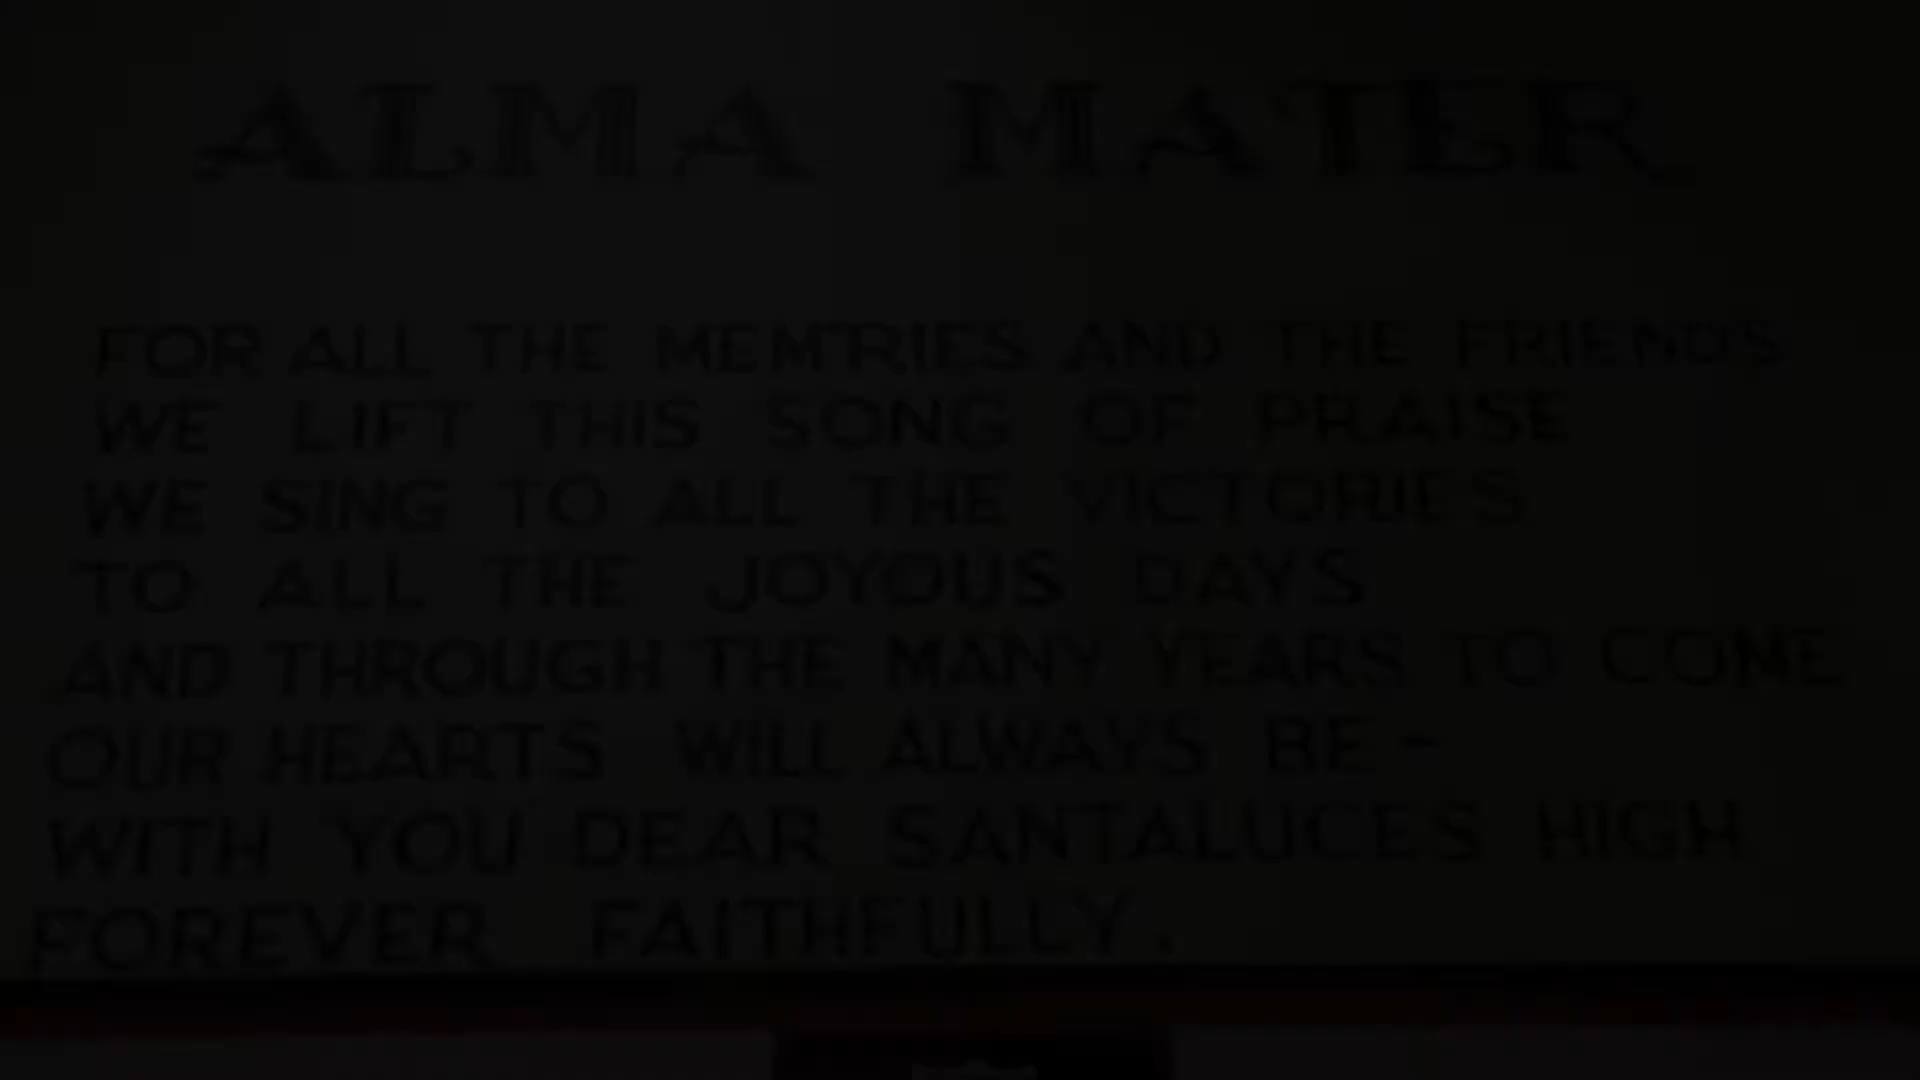 ALMA MATER
FOR ALL THE MEM'RIES AND THE FRIENDS
WE LIFT THIS SONG OF PRAISE
WE SING TO ALL THE VICTORIES
TO ALL THE JOYOUS DAYS
AND THROUGH THE MANY YEARS TO COME
OUR HEARTS WILL ALWAYS BE-
WITH YOU DEAR SANTALUCES HIGH
FOREVER FAITHFULLY.